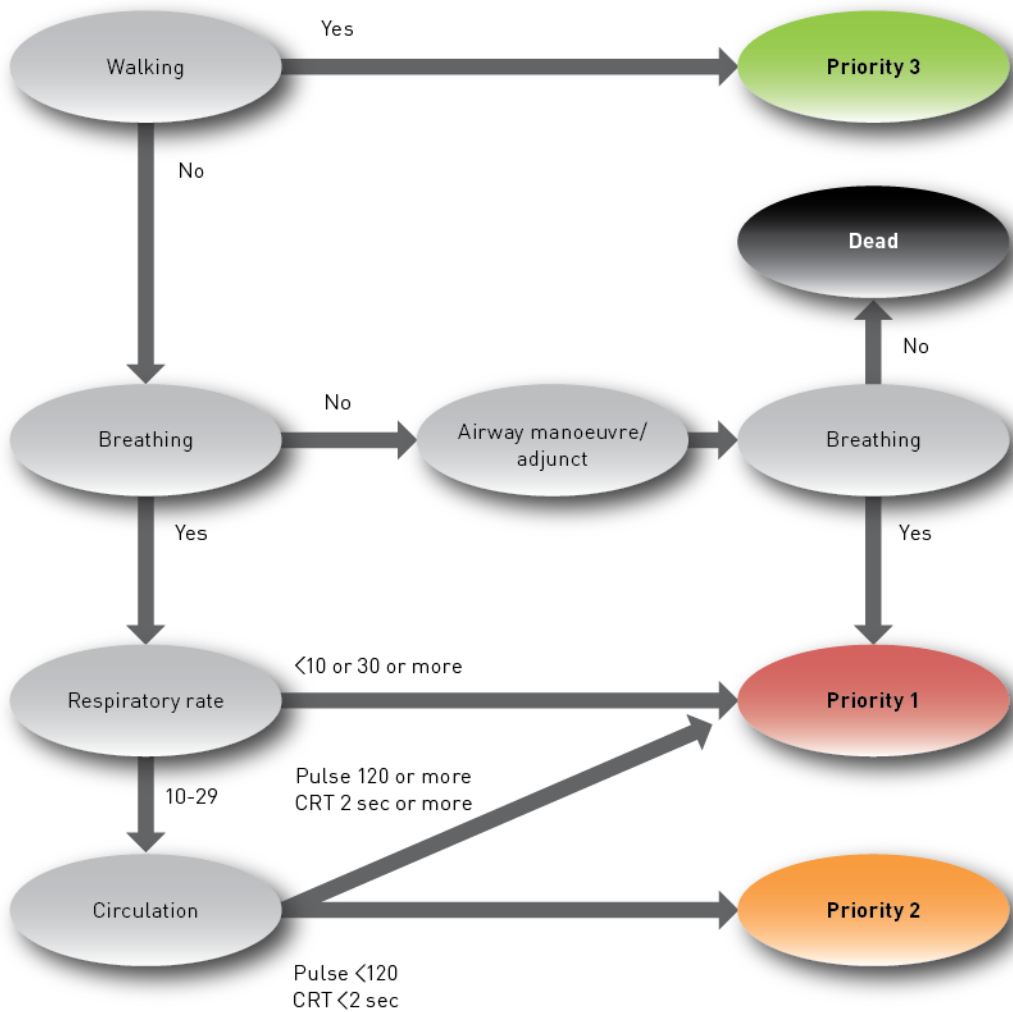 Walking
Yes
Priority 3
No
Dead
No
Breathing
No
Airway manoeuvre/
adjunct
Breathing
Yes
Yes
Respiratory rate
<10 or 30 or more
Priority 1
10-29
Pulse 120 or more
CRT 2 sec or more
Circulation
Priority 2
Pulse <120
CRT <2 sec